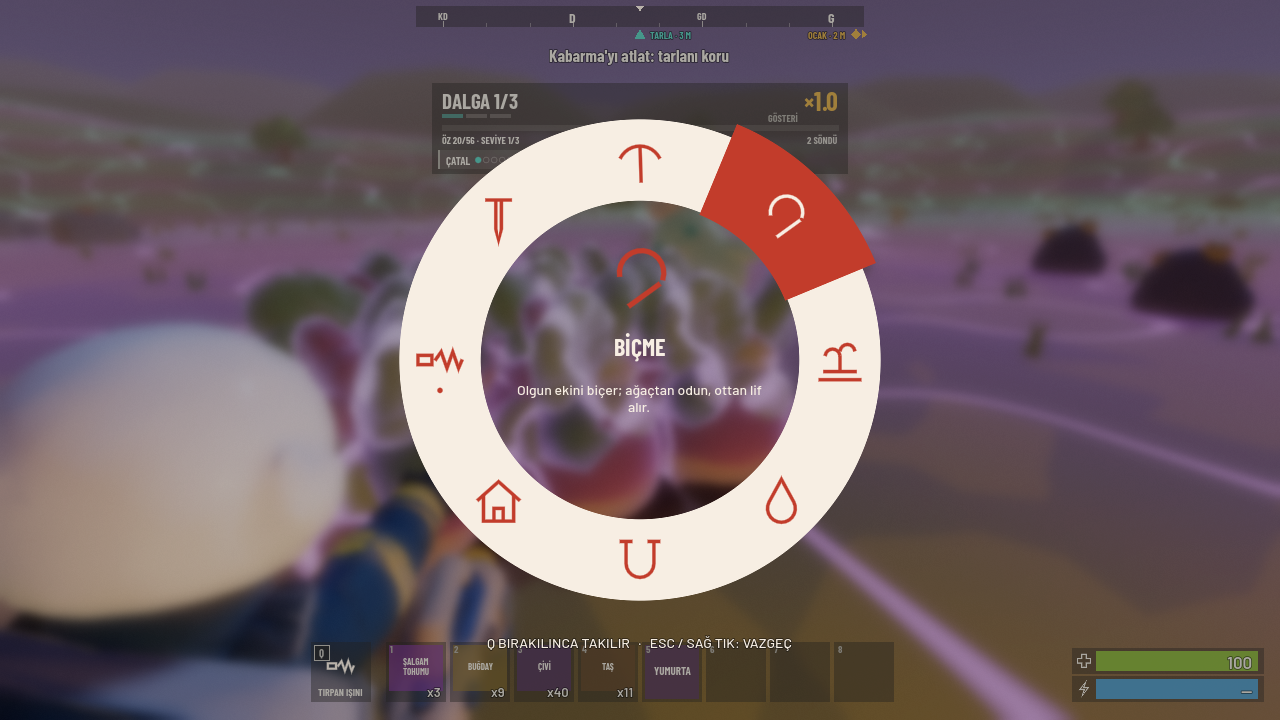 KD D GD G
TARLA · 3 M OCAK · 2 M
Kabarma'yı atlat: tarlanı koru
DALGA 1/3 ×1.0
GÖSTERİ
ÖZ 20/56 · SEVİYE 1/3 2 SÖNDÜ
ÇATAL
BİÇME
Olgun ekini biçer; ağaçtan odun, ottan lif
alır.
Q BIRAKILINCA TAKILIR · ESC / SAĞ TIK: VAZGEÇ
Q
TIRPAN IŞINI
1
ŞALGAM
TOHUMU
x3
2
BUĞDAY
x9
3
ÇİVİ
x40
4
TAŞ
x11
5
YUMURTA
6
7
8
100
—